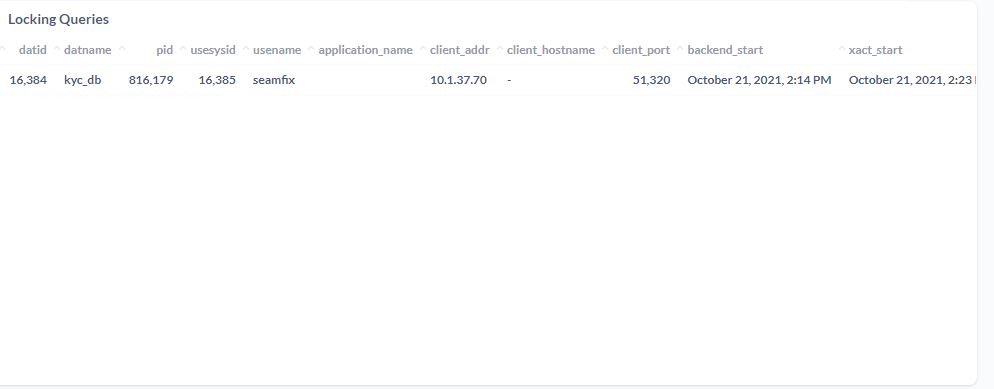 Locking Queries
datid datname pid usesysid usename application_name client_addr client_hostname client_port backend_start xact_start
16,384 kyc_db 816,179 16,385 seamfix 10.1.37.70 - 51,320 October 21, 2021, 2:14 PM October 21, 2021, 2:23